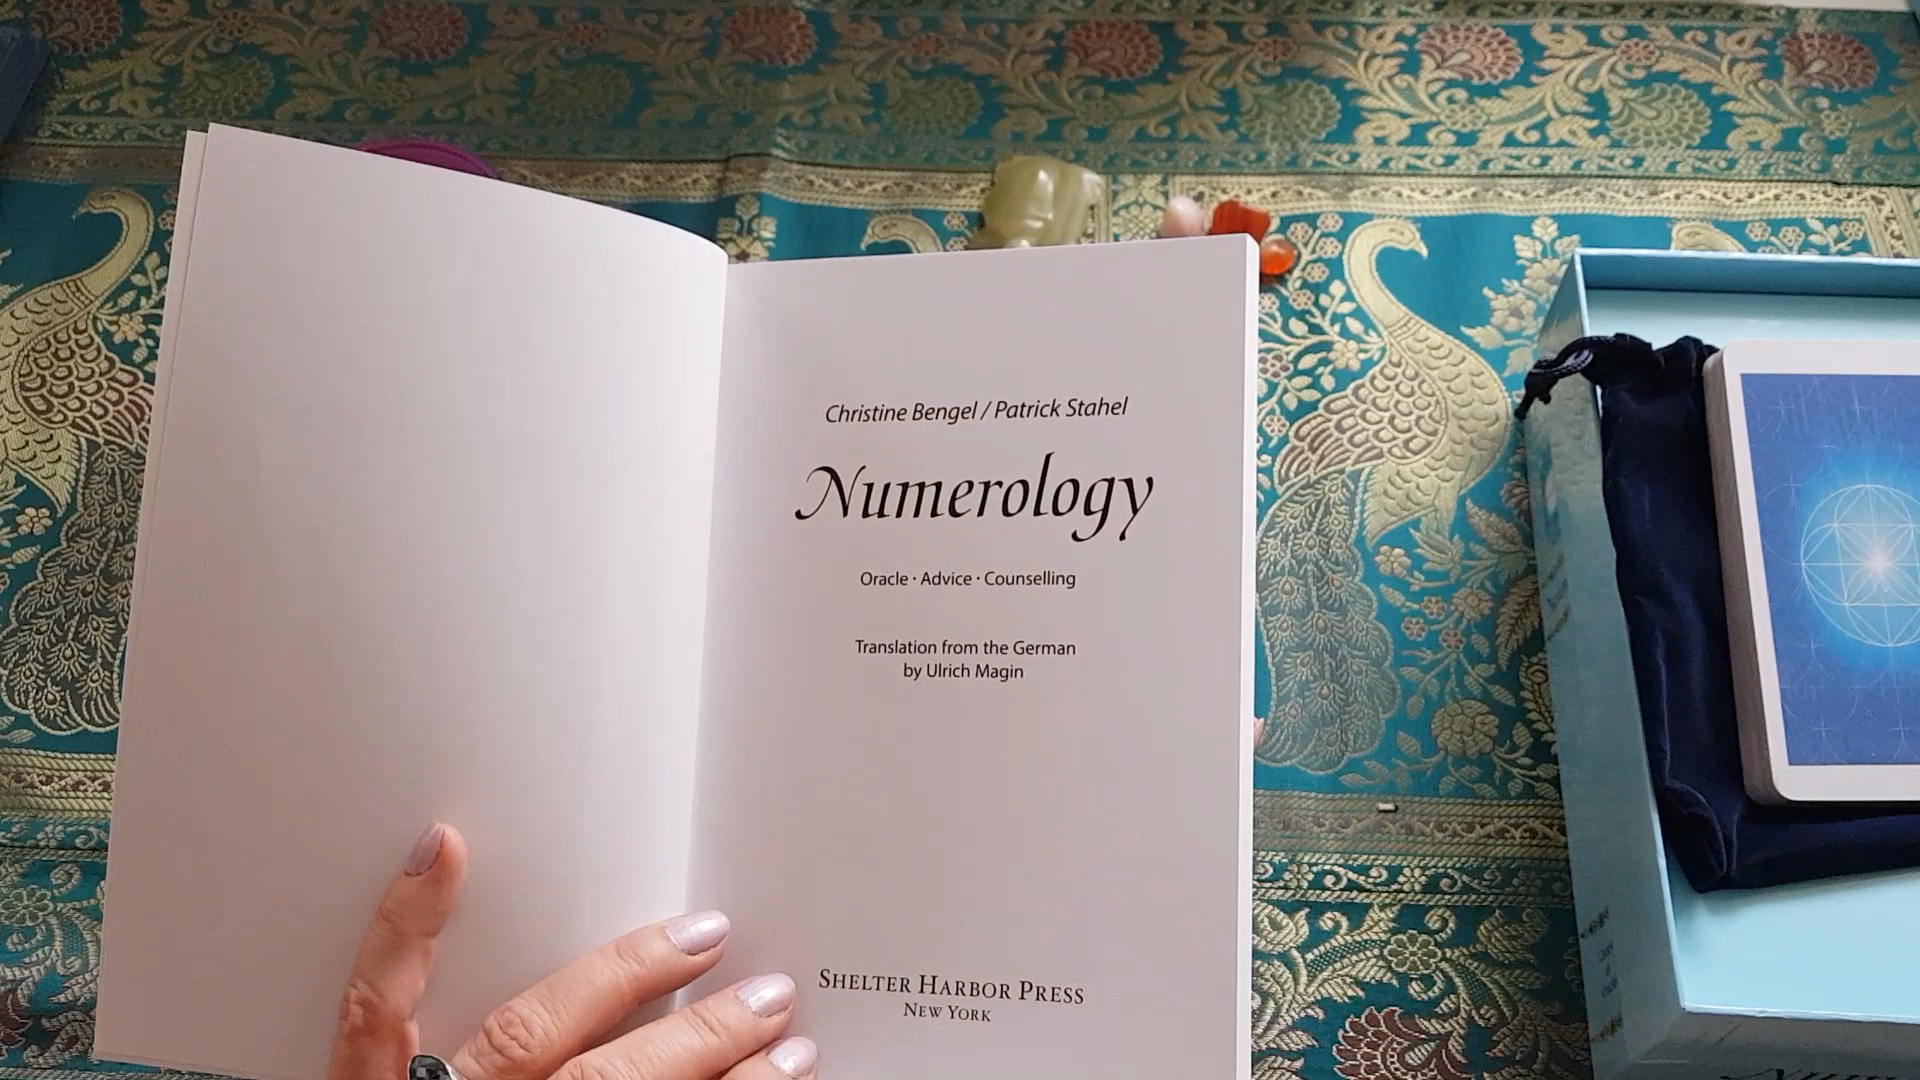 Christine Bengel / Patrick Stahel
Numerology
Oracle · Advice · Counselling
Translation from the German
by Ulrich Magin
SHELTER HARBOR PRESS
NEW YORK